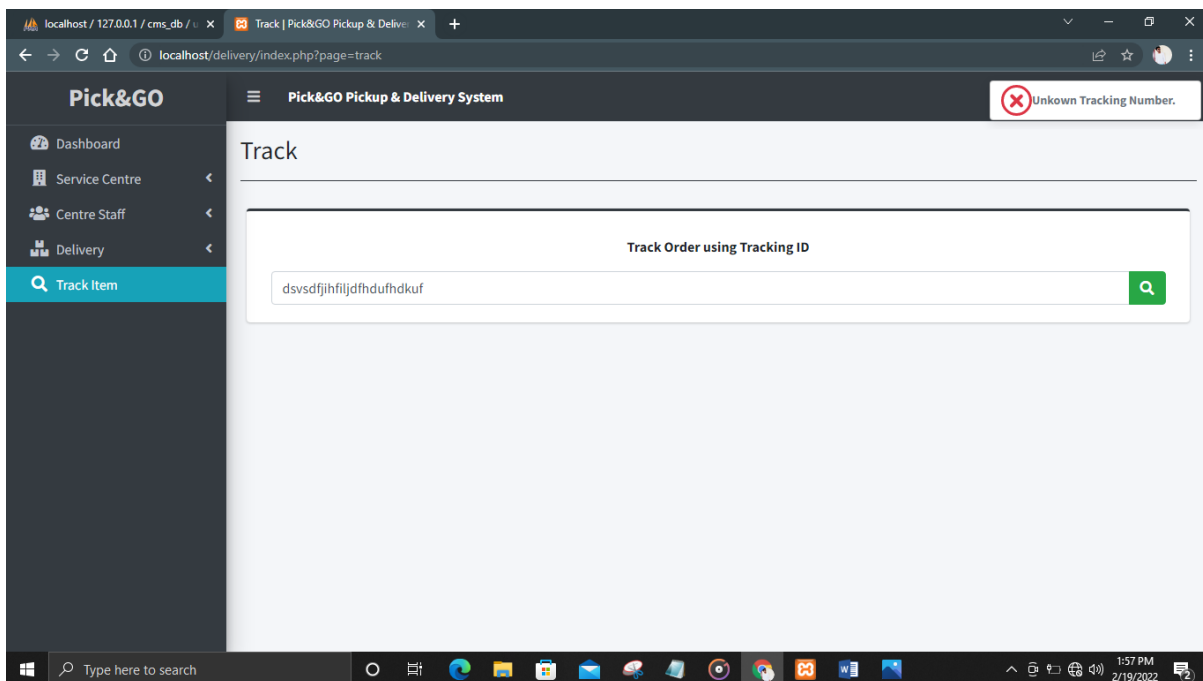 localhost / 127.0.0.1 / cms_db / u
Track | Pick&GO Pickup & Deliver
localhost/delivery/index.php?page=track
Pick&GO
Pick&GO Pickup & Delivery System
Unkown Tracking Number.
Dashboard
Service Centre
Centre Staff
Delivery
Track Item
Track
Track Order using Tracking ID
dsvsdfjihfiljdfhdufhdkuf
Type here to search
1:57 PM
2/19/2022